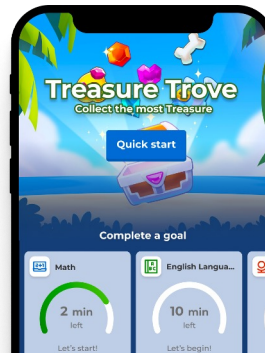 Treasure Trove
Collect the most Treasure
Quick start
Complete a goal
Math
English Langua...
2 min
left
10 min
left
Let's start!
Let's begin!